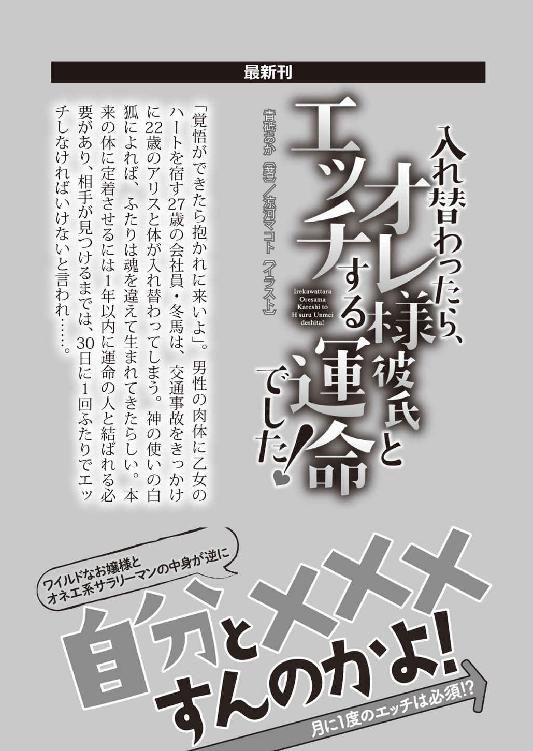 最新刊
入れ替わったら、
オレ様彼氏と
エッチする運命
でした!
Irekawattara
Oresama
Kareshi to
H suru Unmei
deshita!
青砥あか〔著〕/涼河マコト〔イラスト〕
「覚悟ができたら抱かれに来いよ」。男性の肉体に乙女の
ハートを宿す27歳の会社員・冬馬は、交通事故をきっかけ
に22歳のアリスと体が入れ替わってしまう。神の使いの白
狐によれば、ふたりは魂を違えて生まれてきたらしい。本
来の体に定着させるには1年以内に運命の人と結ばれる必
要があり、相手が見つけるまでは、30日に1回ふたりでエッ
チしなければいけないと言われ……。
ワイルドなお嬢様と
オネエ系サラリーマンの中身が逆に
自分と×××
すんのかよ!
月に1度のエッチは必須!?